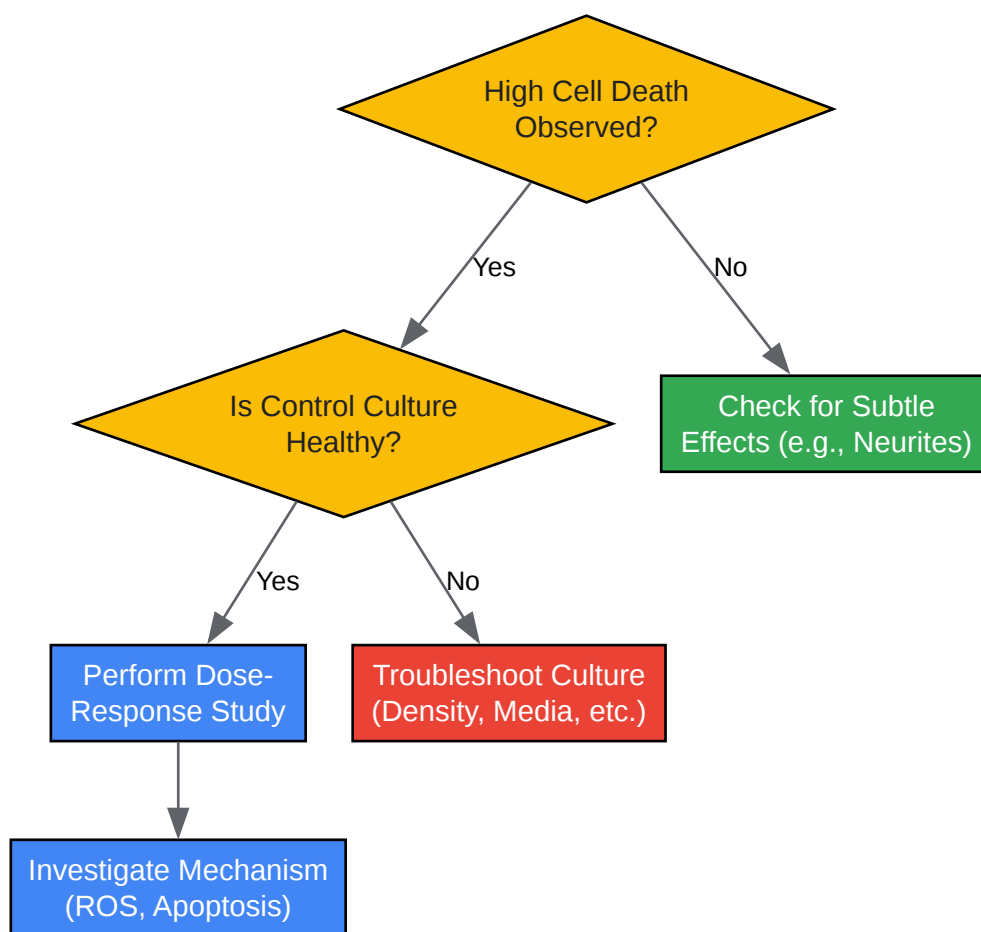 High Cell Death
Observed?
Yes
No
Is Control Culture
Healthy?
Check for Subtle
Effects (e.g., Neurites)
Yes
No
Perform Dose-
Response Study
Troubleshoot Culture
(Density, Media, etc.)
Investigate Mechanism
(ROS, Apoptosis)